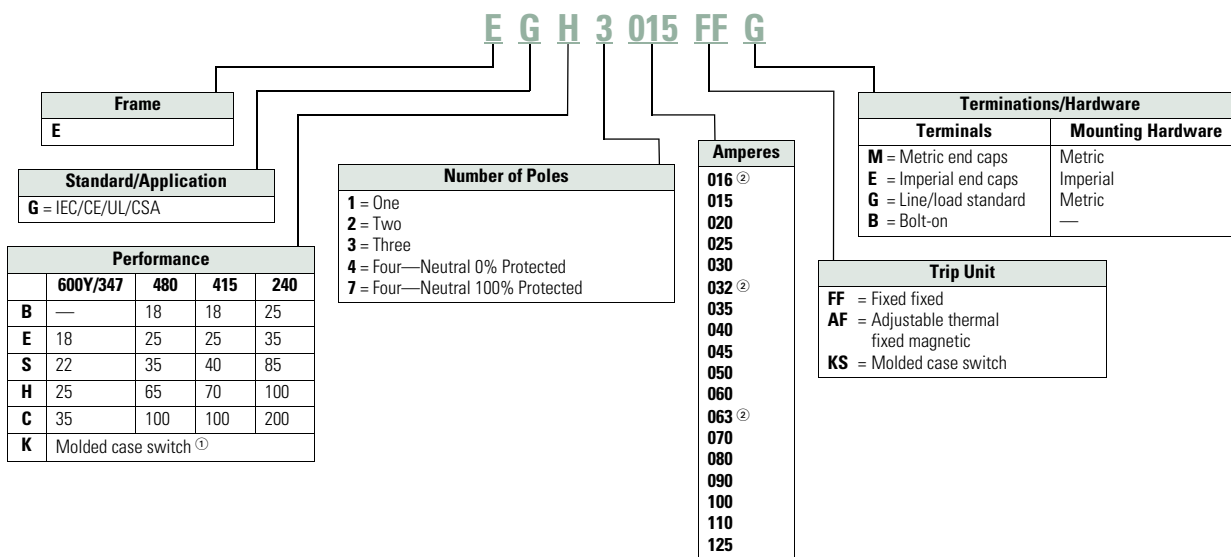 E G H 3 015 FF G
Frame
E
Standard/Application
G = IEC/CE/UL/CSA
Performance
600Y/347 480 415 240
B — 18 18 25
E 18 25 25 35
S 22 35 40 85
H 25 65 70 100
C 35 100 100 200
K Molded case switch ①
Number of Poles
1 = One
2 = Two
3 = Three
4 = Four—Neutral 0% Protected
7 = Four—Neutral 100% Protected
Amperes
016 ②
015
020
025
030
032 ②
035
040
045
050
060
063 ②
070
080
090
100
110
125
Trip Unit
FF = Fixed fixed
AF = Adjustable thermal
fixed magnetic
KS = Molded case switch
Terminations/Hardware
Terminals Mounting Hardware
M = Metric end caps Metric
E = Imperial end caps Imperial
G = Line/load standard Metric
B = Bolt-on —